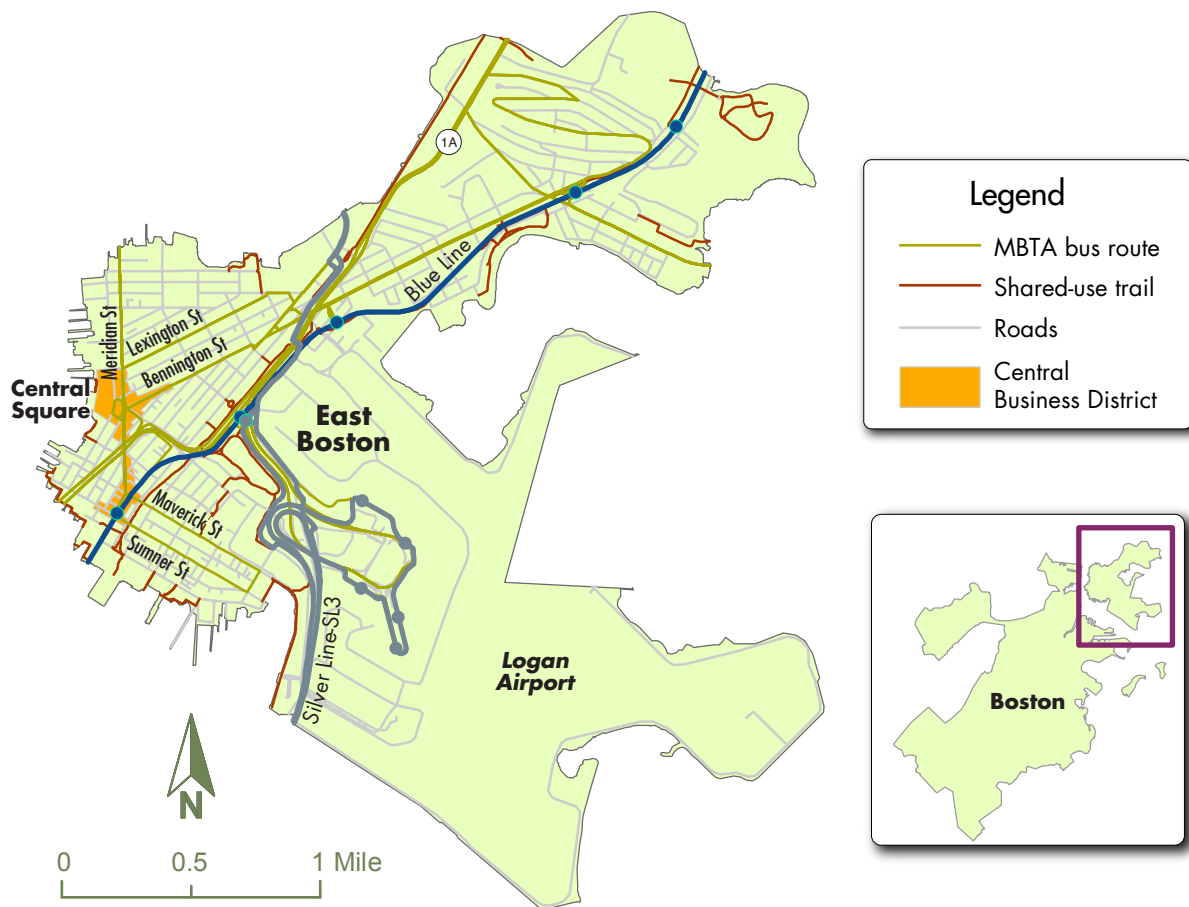 1A
Blue Line
Meridian St
Lexington St
Bennington St
Central
Square
East
Boston
Maverick St
Sumner St
Silver Line-SL3
Logan
Airport
N
0 0.5 1 Mile
Legend
MBTA bus route
Shared-use trail
Roads
Central
Business District
Boston